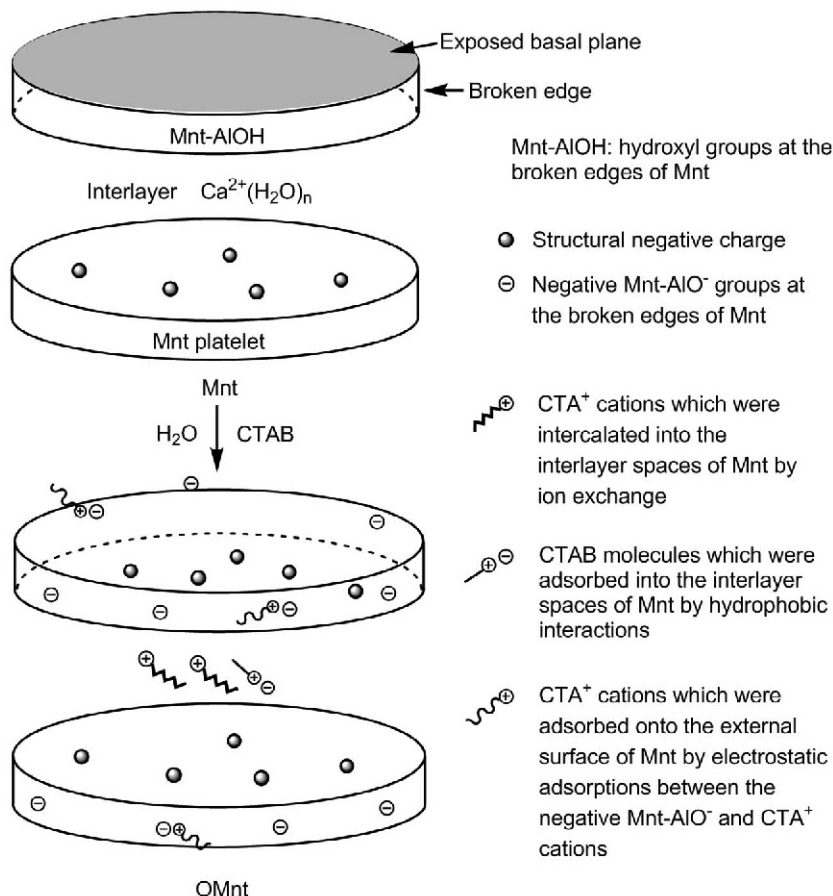 Exposed basal plane
Broken edge
Mnt-AlOH
Mnt-AlOH: hydroxyl groups at the
broken edges of Mnt
Interlayer Ca²⁺(H₂O)ₙ
Structural negative charge
Negative Mnt-AlO⁻ groups at
the broken edges of Mnt
Mnt platelet
Mnt
H₂O CTAB
CTA⁺ cations which were
intercalated into the
interlayer spaces of Mnt by
ion exchange
CTAB molecules which were
adsorbed into the interlayer
spaces of Mnt by hydrophobic
interactions
CTA⁺ cations which were
adsorbed onto the external
surface of Mnt by electrostatic
adsorptions between the
negative Mnt-AlO⁻ and CTA⁺
cations
OMnt